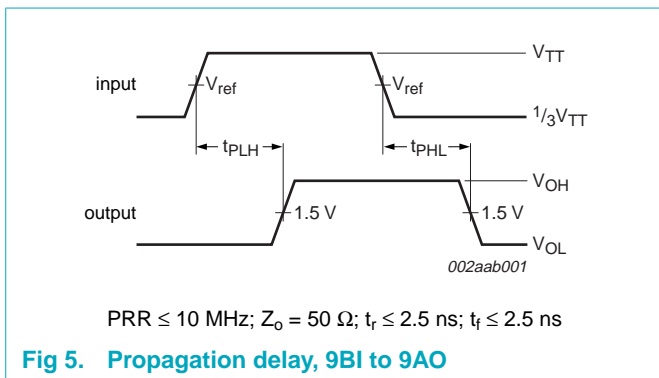 V_TT
input
V_ref
V_ref
1/3V_TT
t_PLH
t_PHL
V_OH
output
1.5 V
1.5 V
V_OL
002aab001
PRR ≤ 10 MHz; Z_o = 50 Ω; t_r ≤ 2.5 ns; t_f ≤ 2.5 ns
Fig 5. Propagation delay, 9BI to 9AO